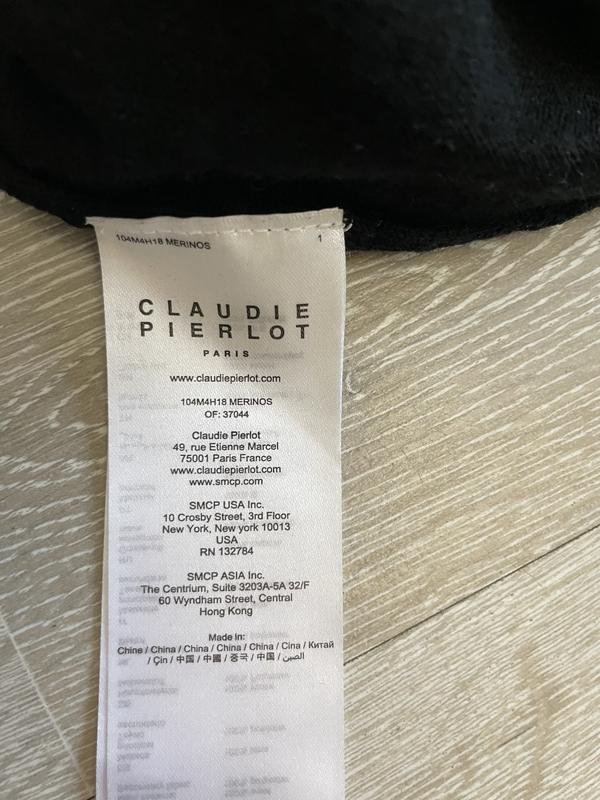 104M4H18 MERINOS 1
CLAUDIE
PIERLOT
PARIS
www.claudiepierlot.com
104M4H18 MERINOS
OF: 37044
Claudie Pierlot
49, rue Etienne Marcel
75001 Paris France
www.claudiepierlot.com
www.smcp.com
SMCP USA Inc.
10 Crosby Street, 3rd Floor
New York, New york 10013
USA
RN 132784
SMCP ASIA Inc.
The Centrium, Suite 3203A-5A 32/F
60 Wyndham Street, Central
Hong Kong
Made in:
Chine / China / China / China / China / Cina / Китай
/ Çin / 中国 / 中國 / 중국 / 中国 / الصين